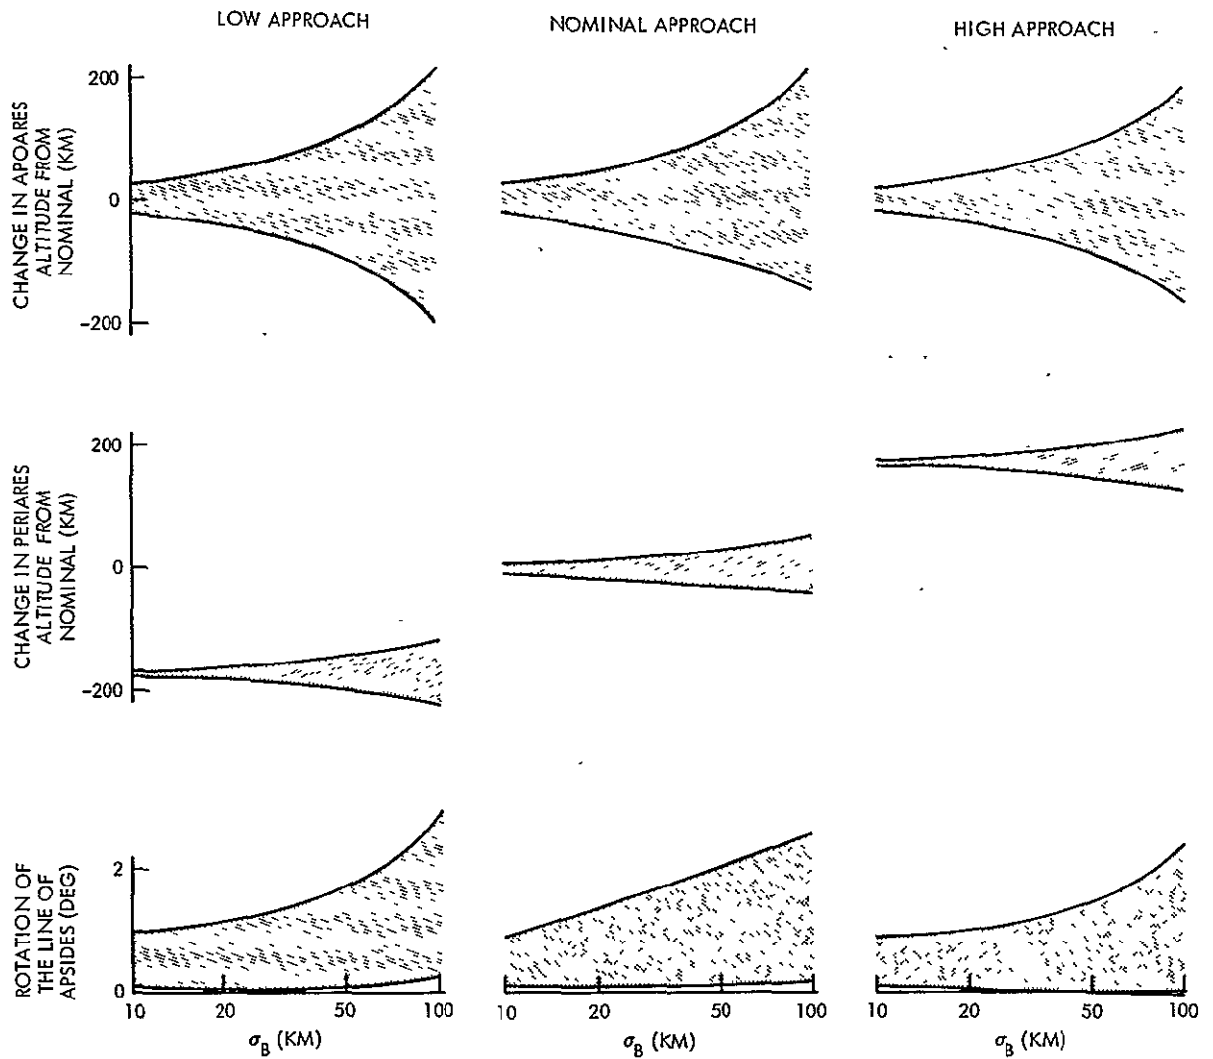 LOW APPROACH
NOMINAL APPROACH
HIGH APPROACH
CHANGE IN APOARES
ALTITUDE FROM
NOMINAL (KM)
200
0
-200
CHANGE IN PERIARES
ALTITUDE FROM
NOMINAL (KM)
200
0
-200
ROTATION OF
THE LINE OF
APSIDES (DEG)
2
1
0
10 20 50 100
10 20 50 100
10 20 50 100
σB (KM)
σB (KM)
σB (KM)